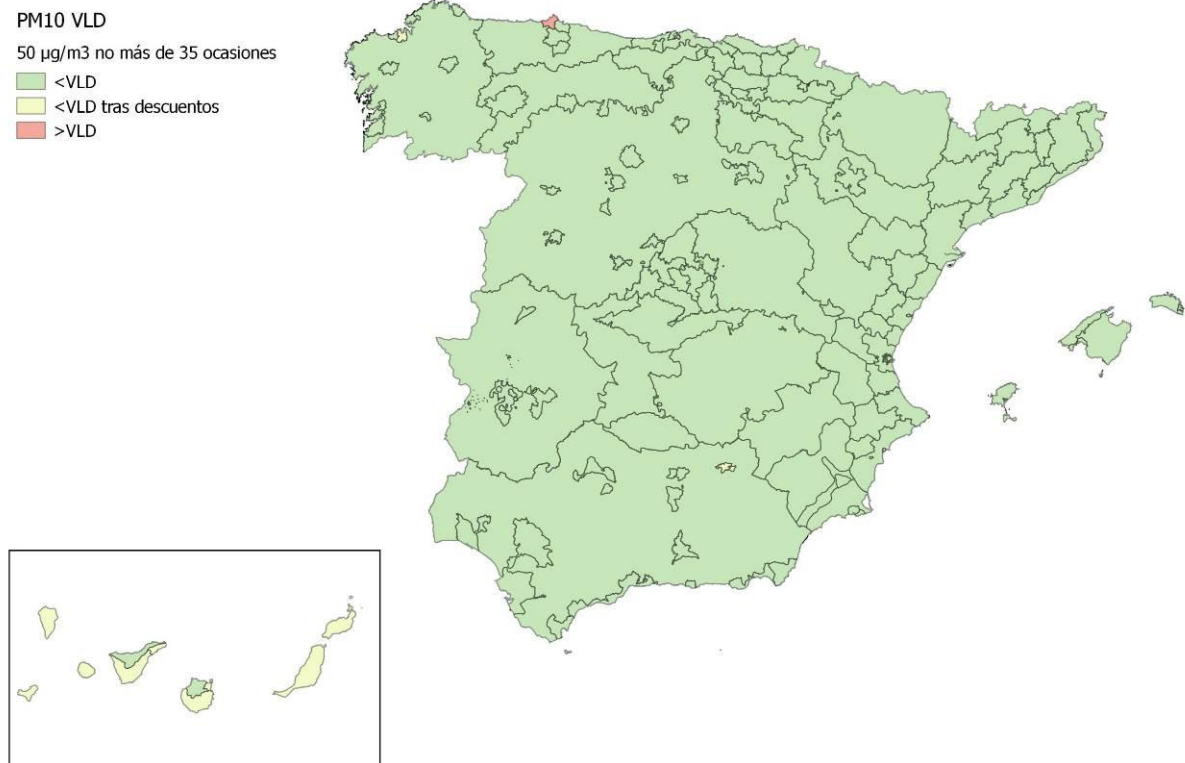 PM10 VLD
50 µg/m3 no más de 35 ocasiones
<VLD
<VLD tras descuentos
>VLD